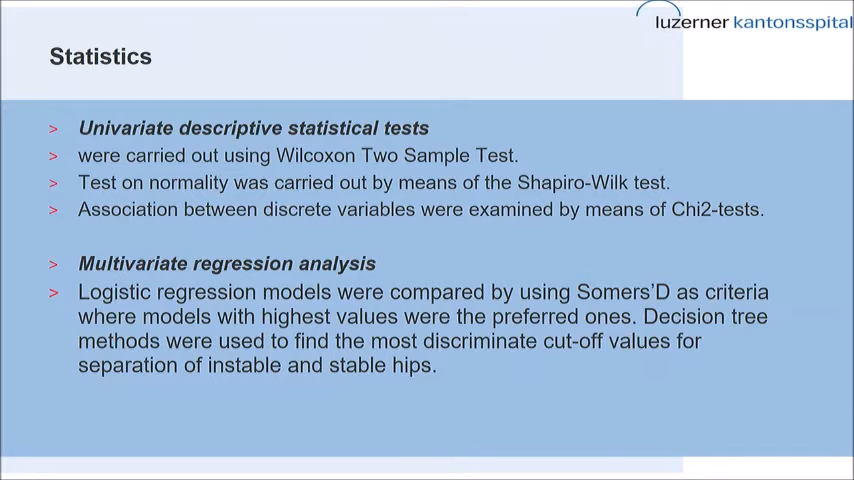 luzerner kantonsspital
Statistics
> Univariate descriptive statistical tests
> were carried out using Wilcoxon Two Sample Test.
> Test on normality was carried out by means of the Shapiro-Wilk test.
> Association between discrete variables were examined by means of Chi2-tests.
> Multivariate regression analysis
> Logistic regression models were compared by using Somers’D as criteria
where models with highest values were the preferred ones. Decision tree
methods were used to find the most discriminate cut-off values for
separation of instable and stable hips.